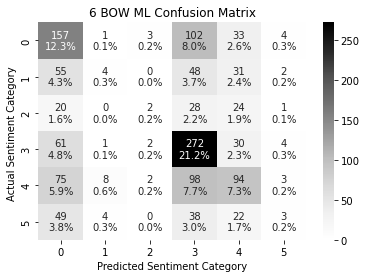 6 BOW ML Confusion Matrix
0 157 1 3 102 33 4
12.3% 0.1% 0.2% 8.0% 2.6% 0.3%
1 55 4 0 48 31 2
4.3% 0.3% 0.0% 3.7% 2.4% 0.2%
2 20 0 2 28 24 1
1.6% 0.0% 0.2% 2.2% 1.9% 0.1%
3 61 1 2 272 30 4
4.8% 0.1% 0.2% 21.2% 2.3% 0.3%
4 75 8 2 98 94 3
5.9% 0.6% 0.2% 7.7% 7.3% 0.2%
5 49 4 0 38 22 3
3.8% 0.3% 0.0% 3.0% 1.7% 0.2%
0 1 2 3 4 5
Predicted Sentiment Category
Actual Sentiment Category
250
200
150
100
50
0